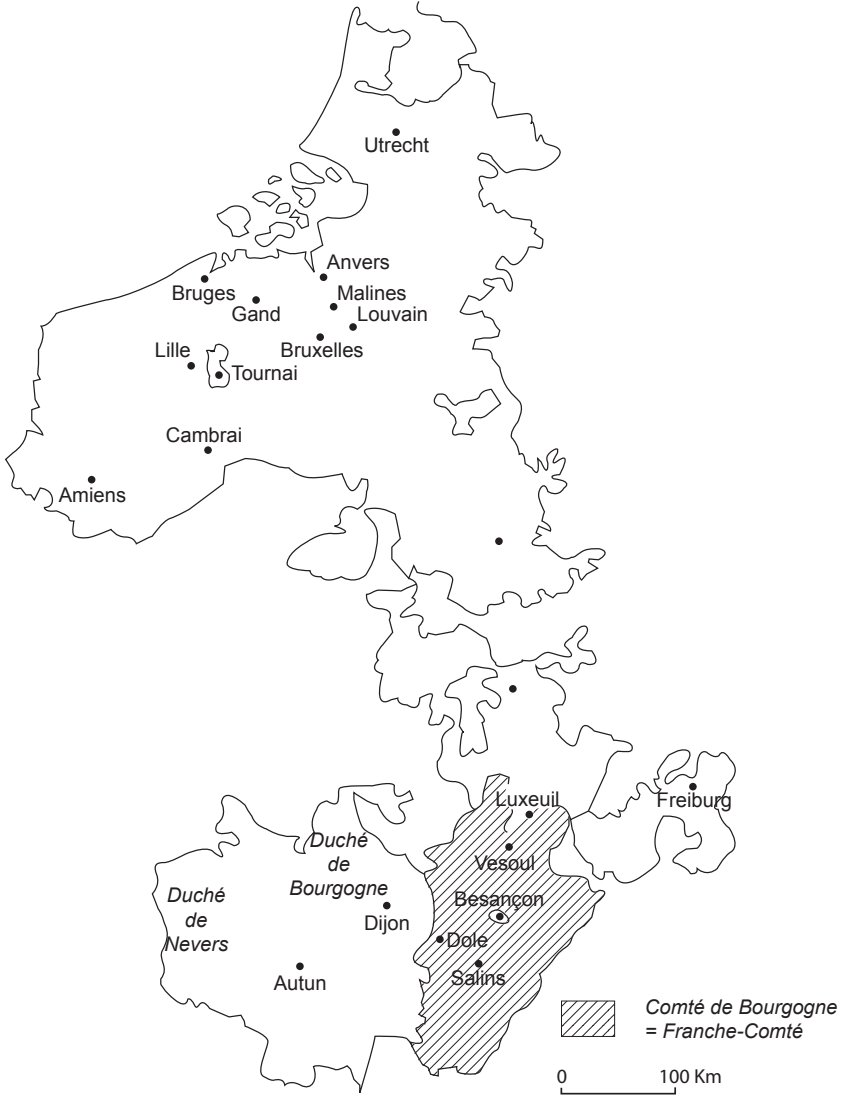 Utrecht
Anvers
Bruges
Malines
Gand
Louvain
Bruxelles
Lille
Tournai
Cambrai
Amiens
Luxeuil
Freiburg
Duché
de
Bourgogne
Vesoul
Duché
de
Nevers
Besançon
Dijon
Dole
Autun
Salins
Comté de Bourgogne
= Franche-Comté
0 100 Km